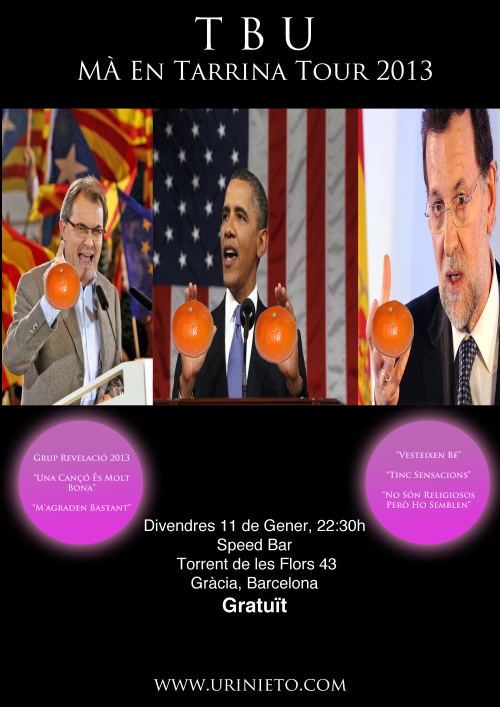 T B U
Mà En Tarrina Tour 2013
Grup Revelació 2013
"Una Cançó És Molt
Bona"
"M'agraden Bastant"
"Vesteixen Bé"
"Tinc Sensacions"
"No Són Religiosos
Però Ho Semblen"
Divendres 11 de Gener, 22:30h
Speed Bar
Torrent de les Flors 43
Gràcia, Barcelona
Gratuït
www.urinieto.com